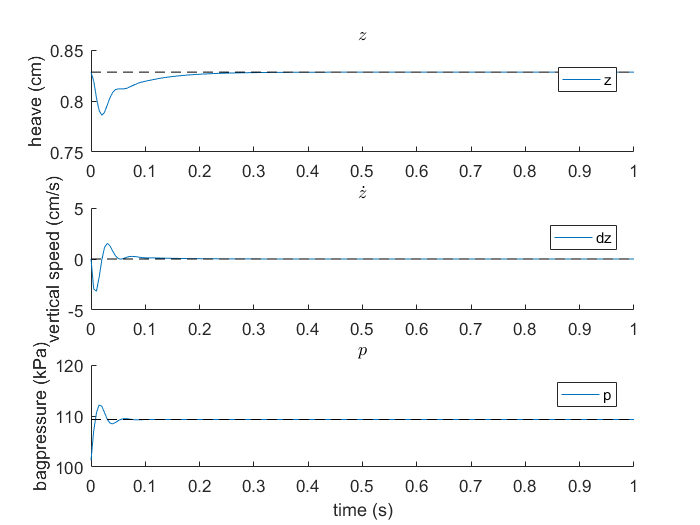 z
0.85
0.8
0.75
heave (cm)
z
0 0.1 0.2 0.3 0.4 0.5 0.6 0.7 0.8 0.9 1
ż
5
0
-5
vertical speed (cm/s)
dz
0 0.1 0.2 0.3 0.4 0.5 0.6 0.7 0.8 0.9 1
p
120
110
100
bagpressure (kPa)
p
0 0.1 0.2 0.3 0.4 0.5 0.6 0.7 0.8 0.9 1
time (s)